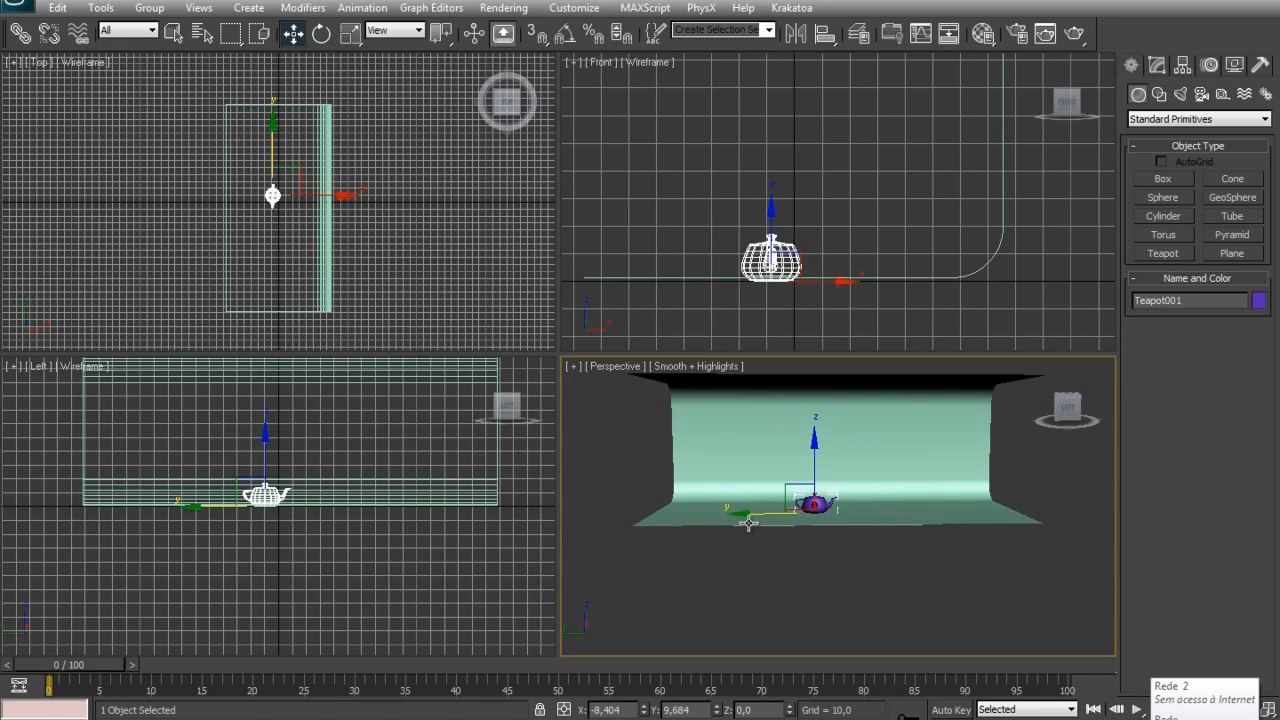 Edit Tools Group Views Create Modifiers Animation Graph Editors Rendering Customize MAXScript PhysX Help Krakatoa
All View Create Selection Se
[ + ] [ Top ] [ Wireframe ]
TOP
y
x
[ + ] [ Front ] [ Wireframe ]
FRONT
z
x
Standard Primitives
- Object Type
AutoGrid
Box Cone
Sphere GeoSphere
Cylinder Tube
Torus Pyramid
Teapot Plane
- Name and Color
Teapot001
[ + ] [ Left ] [ Wireframe ]
LEFT
z
y
[ + ] [ Perspective ] [ Smooth + Highlights ]
LEFT
z
y
< 0 / 100 >
0 5 10 15 20 25 30 35 40 45 50 55 60 65 70 75 80 85 90 95 100
Rede 2
Sem acesso à Internet
1 Object Selected X: -8,404 Y: 9,684 Z: 0,0 Grid = 10,0 Auto Key Selected